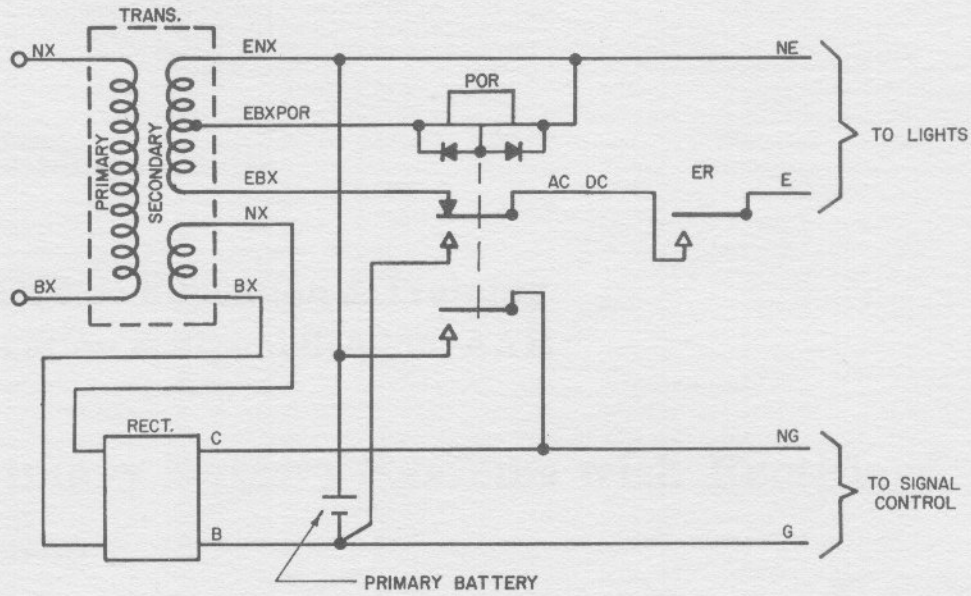 TRANS.
NX
ENX
NE
POR
EBXPOR
TO LIGHTS
PRIMARY
SECONDARY
ER
EBX
AC DC
E
NX
BX
BX
RECT.
C
NG
TO SIGNAL
CONTROL
B
G
PRIMARY BATTERY